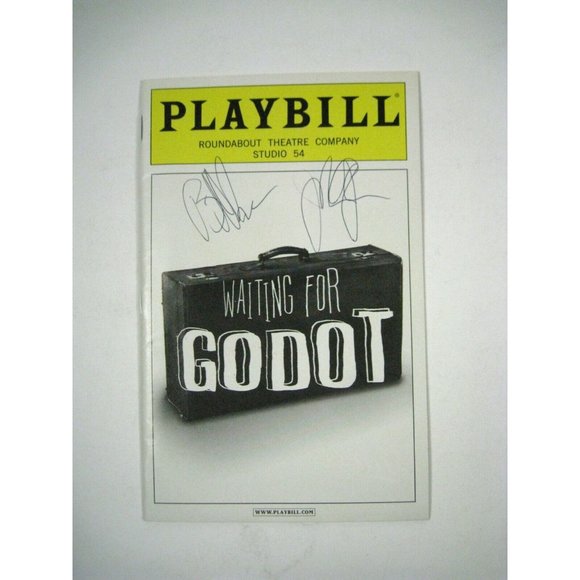 PLAYBILL®
ROUNDABOUT THEATRE COMPANY
STUDIO 54
WAITING FOR
GODOT
WWW.PLAYBILL.COM